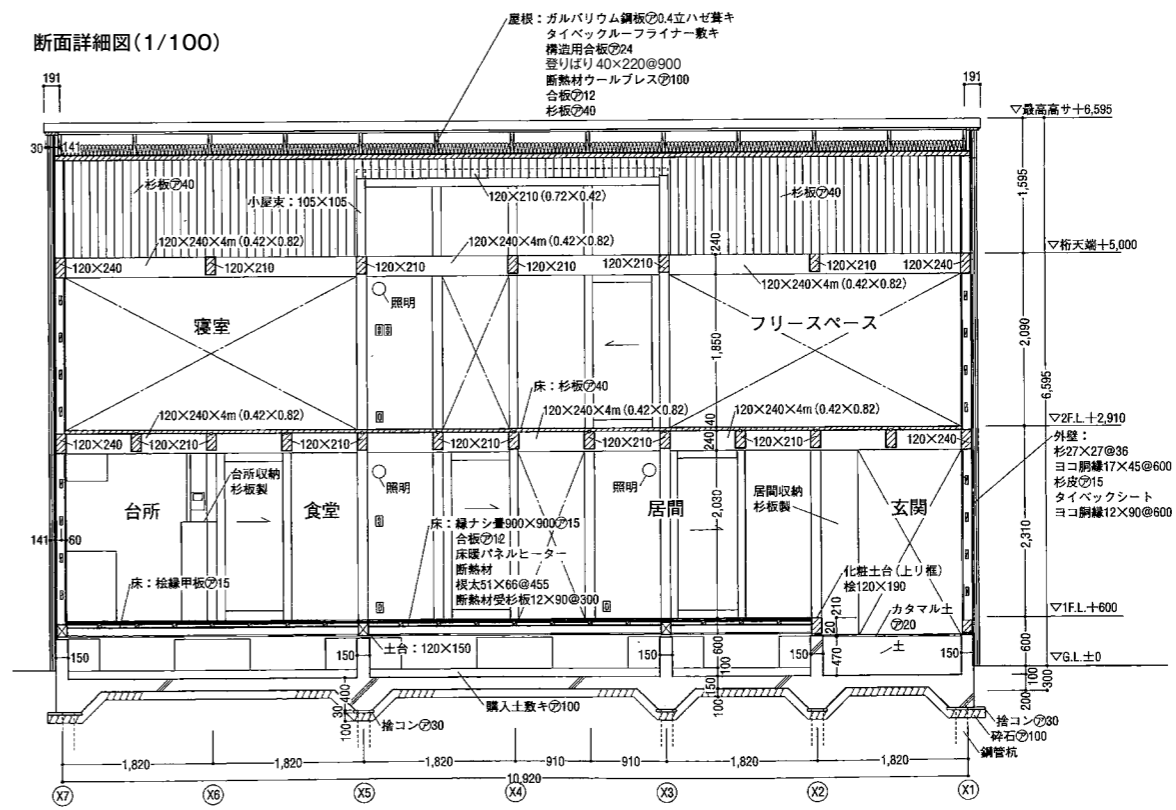 断面詳細図(1/100)
屋根：ガルバリウム鋼板㋐0.4立ハゼ葺キ
タイベックルーフライナー敷キ
構造用合板㋐24
登りばり 40×220@900
断熱材ウールブレス㋐100
合板㋐12
杉板㋐40
191
191
▽最高高サ+6,595
30
141
杉板㋐40
小屋束：105×105
120×210(0.72×0.42)
杉板㋐40
1,595
120×240×4m(0.42×0.82)
120×240×4m(0.42×0.82)
240
▽桁天端+5,000
120×240
120×210
120×210
120×210
120×210
120×210
120×240
120×240×4m(0.42×0.82)
照明
寝室
フリースペース
1,850
2,090
6,595
床：杉板㋐40
120×240×4m(0.42×0.82)
120×240×4m(0.42×0.82)
120×240×4m(0.42×0.82)
40
240
▽2F.L.+2,910
120×240
120×210
120×210
120×210
120×210
120×210
120×240
外壁：
杉27×27@36
ヨコ胴縁17×45@600
杉皮㋐15
タイベックシート
ヨコ胴縁12×90@600
台所収納
杉板製
照明
照明
居間収納
杉板製
台所
食堂
居間
玄関
2,030
2,310
141
60
床：縁ナシ畳900×900㋐15
合板㋐12
床暖パネルヒーター
断熱材
根太51×66@455
断熱材受杉板12×90@300
床：桧縁甲板㋐15
化粧土台(上リ框)
桧120×190
カタマル土
㋐20
210
20
▽1F.L.+600
150
150
土台：120×150
150
600
100
470
土
150
600
▽G.L.±0
400
30
100
150
100
100
200
300
購入土敷キ㋐100
捨コン㋐30
捨コン㋐30
砕石㋐100
鋼管杭
1,820
1,820
1,820
910
910
1,820
1,820
10,920
X7
X6
X5
X4
X3
X2
X1